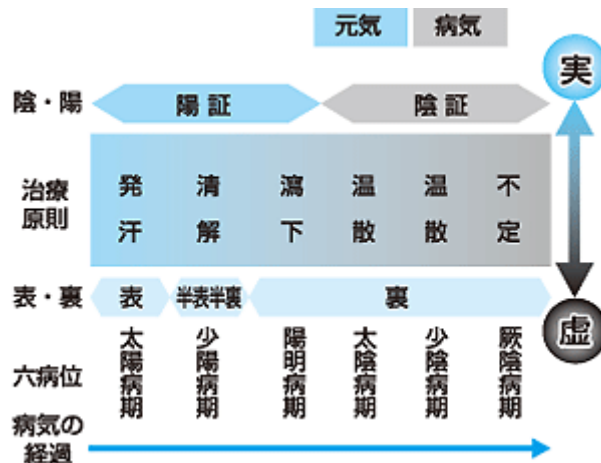 元気 病気
実
陰・陽 陽証 陰証
治療原則 発汗 清解 瀉下 温散 温散 不定
表・裏 表 半表半裏 裏
虚
六病位 太陽病期 少陽病期 陽明病期 太陰病期 少陰病期 厥陰病期
病気の経過